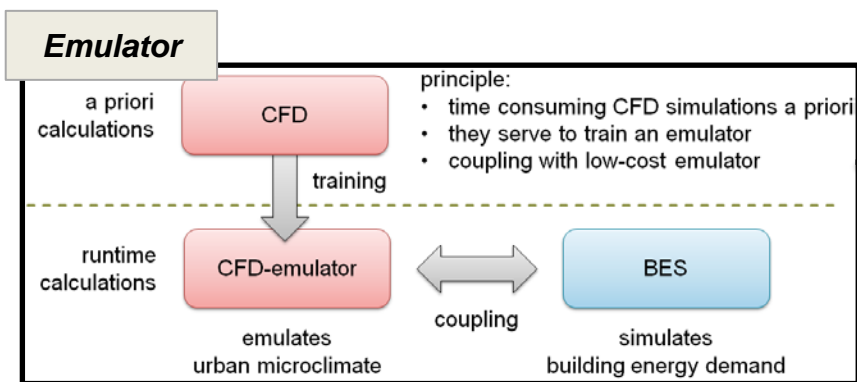 Emulator
a priori
calculations
CFD
principle:
• time consuming CFD simulations a priori
• they serve to train an emulator
• coupling with low-cost emulator
training
runtime
calculations
CFD-emulator
BES
coupling
emulates
urban microclimate
simulates
building energy demand